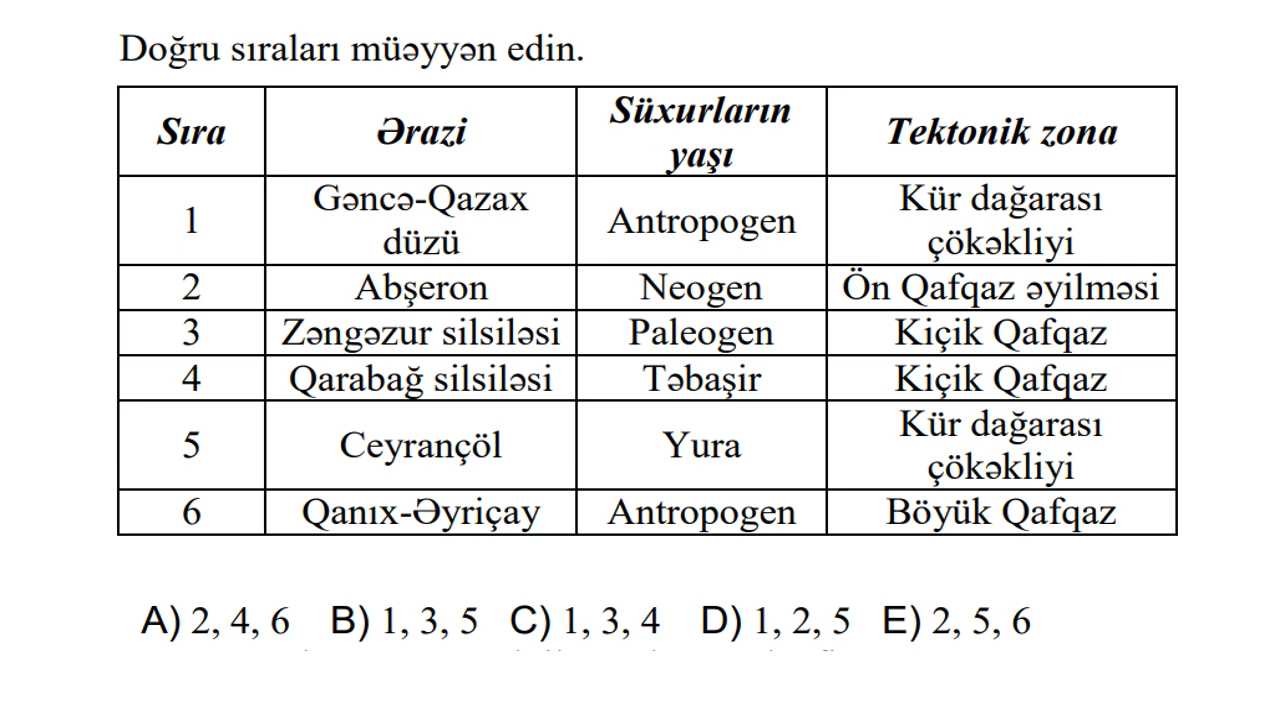 Doğru sıraları müəyyən edin.
Sıra Ərazi Süxurların yaşı Tektonik zona
1 Gəncə-Qazax düzü Antropogen Kür dağarası çökəkliyi
2 Abşeron Neogen Ön Qafqaz əyilməsi
3 Zəngəzur silsiləsi Paleogen Kiçik Qafqaz
4 Qarabağ silsiləsi Təbaşir Kiçik Qafqaz
5 Ceyrançöl Yura Kür dağarası çökəkliyi
6 Qanıx-Əyriçay Antropogen Böyük Qafqaz
A) 2, 4, 6 B) 1, 3, 5 C) 1, 3, 4 D) 1, 2, 5 E) 2, 5, 6